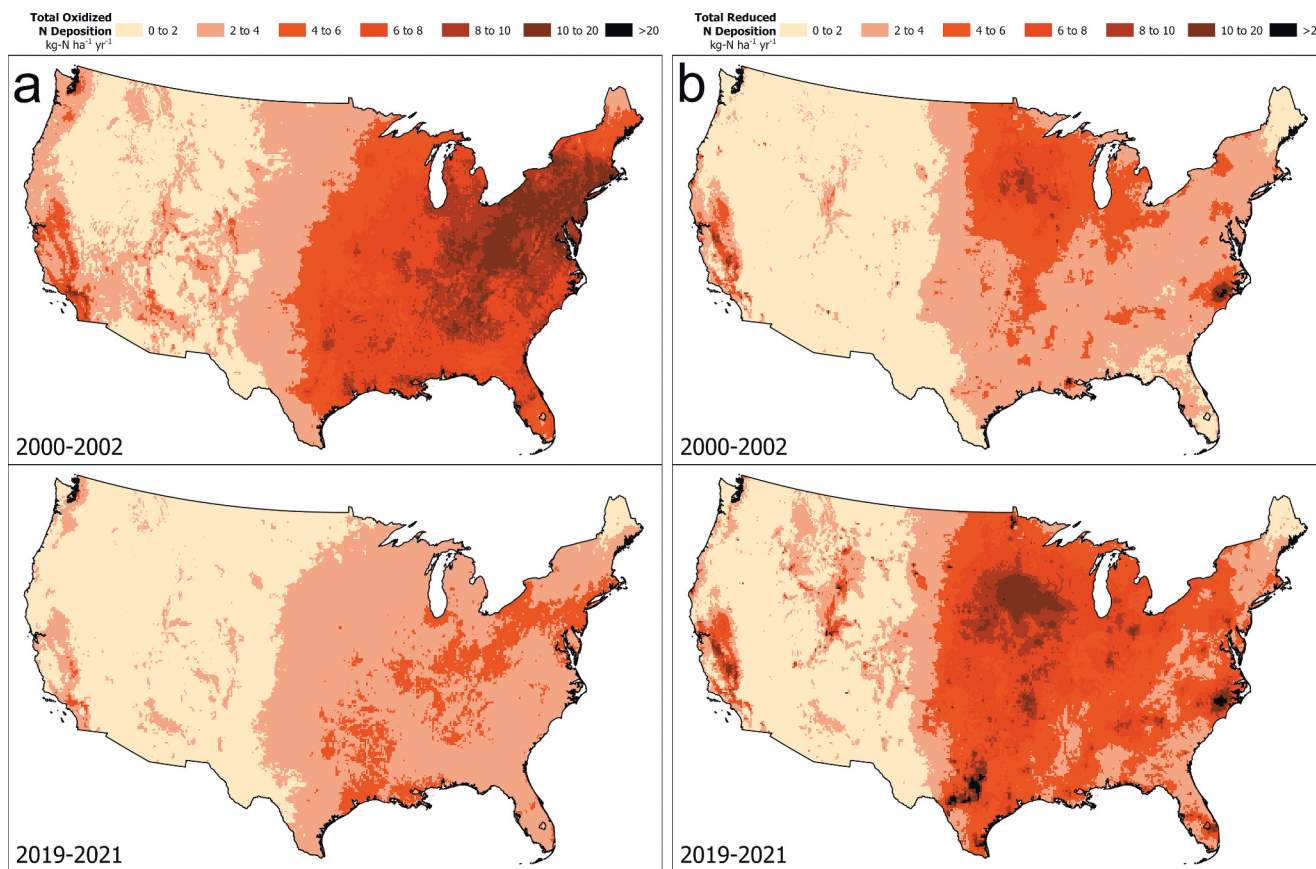 Total Oxidized
N Deposition 0 to 2 2 to 4 4 to 6 6 to 8 8 to 10 10 to 20 >20
kg-N ha⁻¹ yr⁻¹
Total Reduced
N Deposition 0 to 2 2 to 4 4 to 6 6 to 8 8 to 10 10 to 20 >2
kg-N ha⁻¹ yr⁻¹
a
b
2000-2002
2000-2002
2019-2021
2019-2021